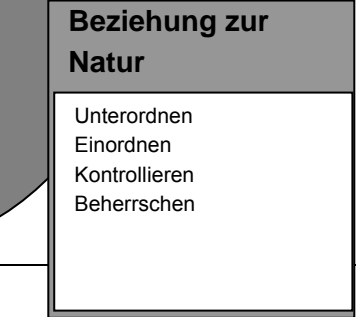 Beziehung zur
Natur
Unterordnen
Einordnen
Kontrollieren
Beherrschen